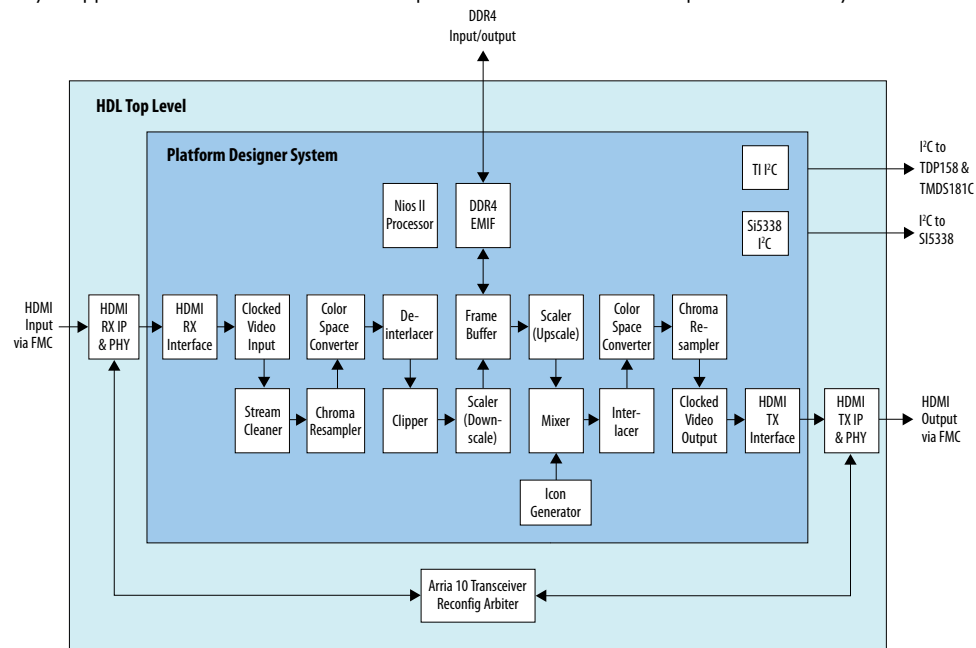 DDR4
Input/output
HDL Top Level
Platform Designer System
TI I²C
I²C to
TDP158 &
TMDS181C
Nios II
Processor
DDR4
EMIF
Si5338
I²C
I²C to
SI5338
HDMI
Input
via FMC
HDMI
RX IP
& PHY
HDMI
RX
Interface
Clocked
Video
Input
Color
Space
Converter
De-
interlacer
Frame
Buffer
Scaler
(Upscale)
Color
Space
Converter
Chroma
Re-
sampler
Stream
Cleaner
Chroma
Resampler
Clipper
Scaler
(Down-
scale)
Mixer
Inter-
lacer
Clocked
Video
Output
HDMI
TX
Interface
HDMI
TX IP
& PHY
HDMI
Output
via FMC
Icon
Generator
Arria 10 Transceiver
Reconfig Arbiter